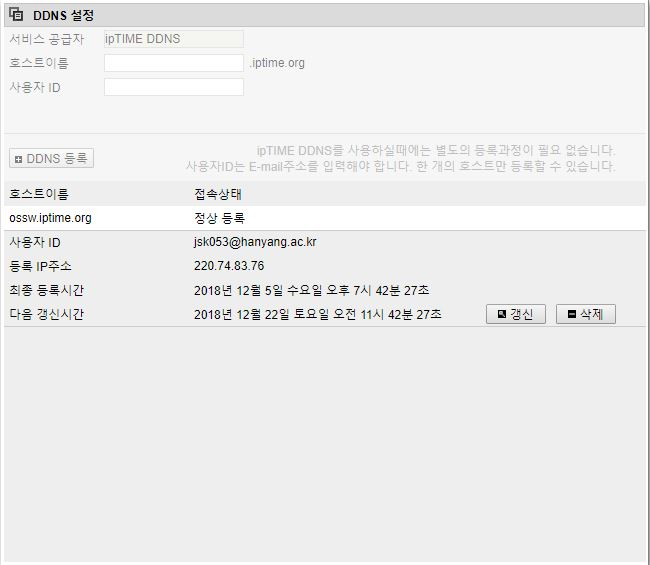 DDNS 설정
서비스 공급자 ipTIME DDNS
호스트이름 .iptime.org
사용자 ID
DDNS 등록
ipTIME DDNS를 사용하실때에는 별도의 등록과정이 필요 없습니다.
사용자ID는 E-mail주소를 입력해야 합니다. 한 개의 호스트만 등록할 수 있습니다.
호스트이름 접속상태
ossw.iptime.org 정상 등록
사용자 ID jsk053@hanyang.ac.kr
등록 IP주소 220.74.83.76
최종 등록시간 2018년 12월 5일 수요일 오후 7시 42분 27초
다음 갱신시간 2018년 12월 22일 토요일 오전 11시 42분 27초 갱신 삭제